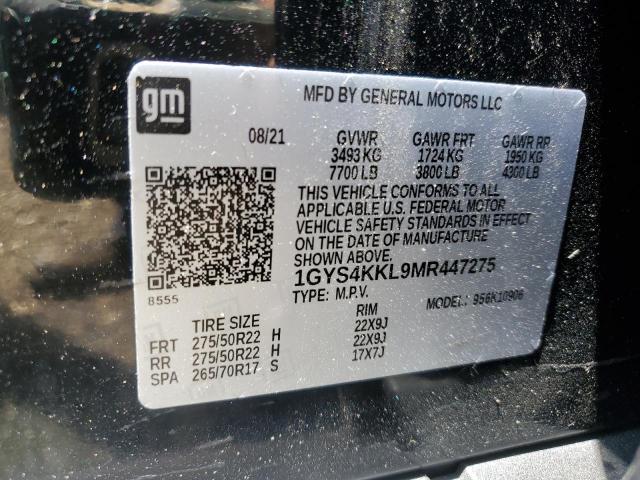 gm
MFD BY GENERAL MOTORS LLC
08/21 GVWR GAWR FRT GAWR RR
3493 KG 1724 KG 1950 KG
7700 LB 3800 LB 4300 LB
THIS VEHICLE CONFORMS TO ALL
APPLICABLE U.S. FEDERAL MOTOR
VEHICLE SAFETY STANDARDS IN EFFECT
ON THE DATE OF MANUFACTURE
SHOWN ABOVE.
1GYS4KKL9MR447275
8555 TYPE: M.P.V. MODEL: 956K10906
TIRE SIZE RIM
FRT 275/50R22 H 22X9J
RR 275/50R22 H 22X9J
SPA 265/70R17 S 17X7J